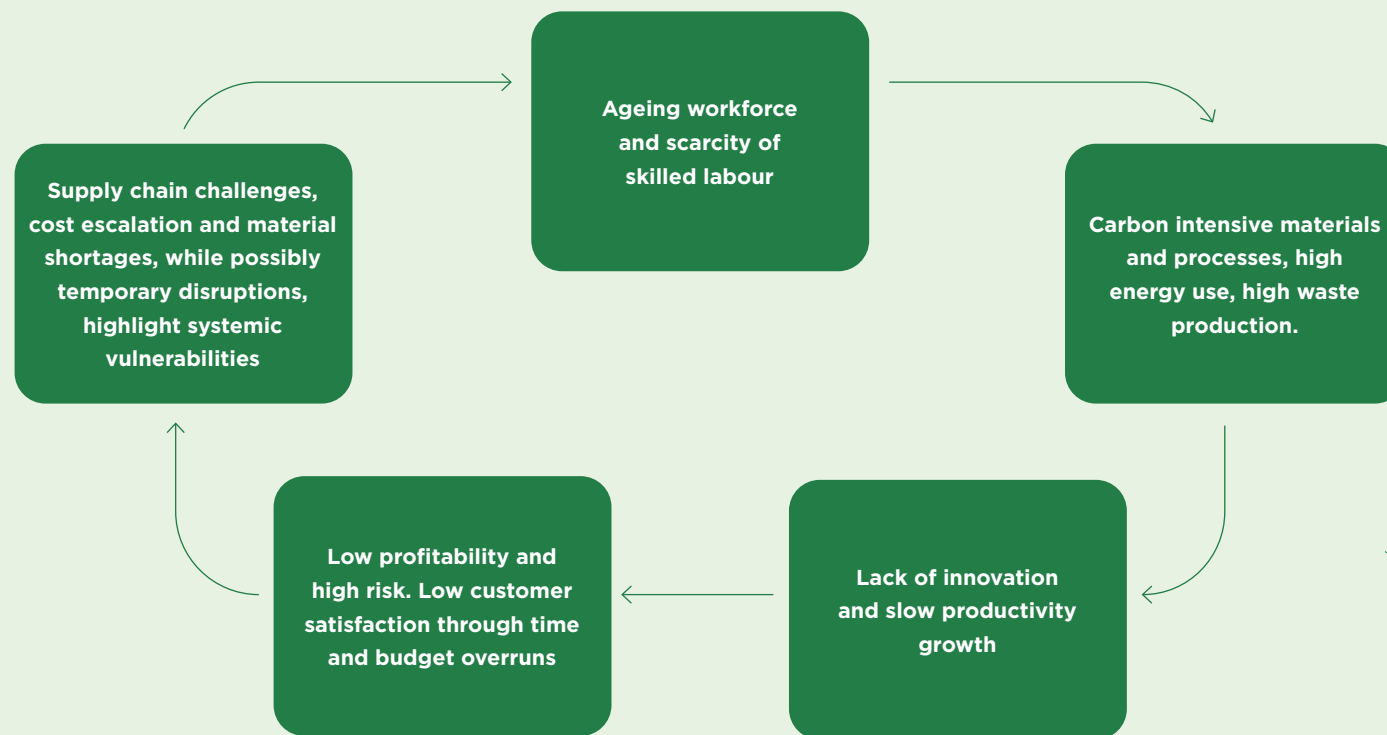 Ageing workforce
and scarcity of
skilled labour
Supply chain challenges,
cost escalation and material
shortages, while possibly
temporary disruptions,
highlight systemic
vulnerabilities
Carbon intensive materials
and processes, high
energy use, high waste
production.
Low profitability and
high risk. Low customer
satisfaction through time
and budget overruns
Lack of innovation
and slow productivity
growth